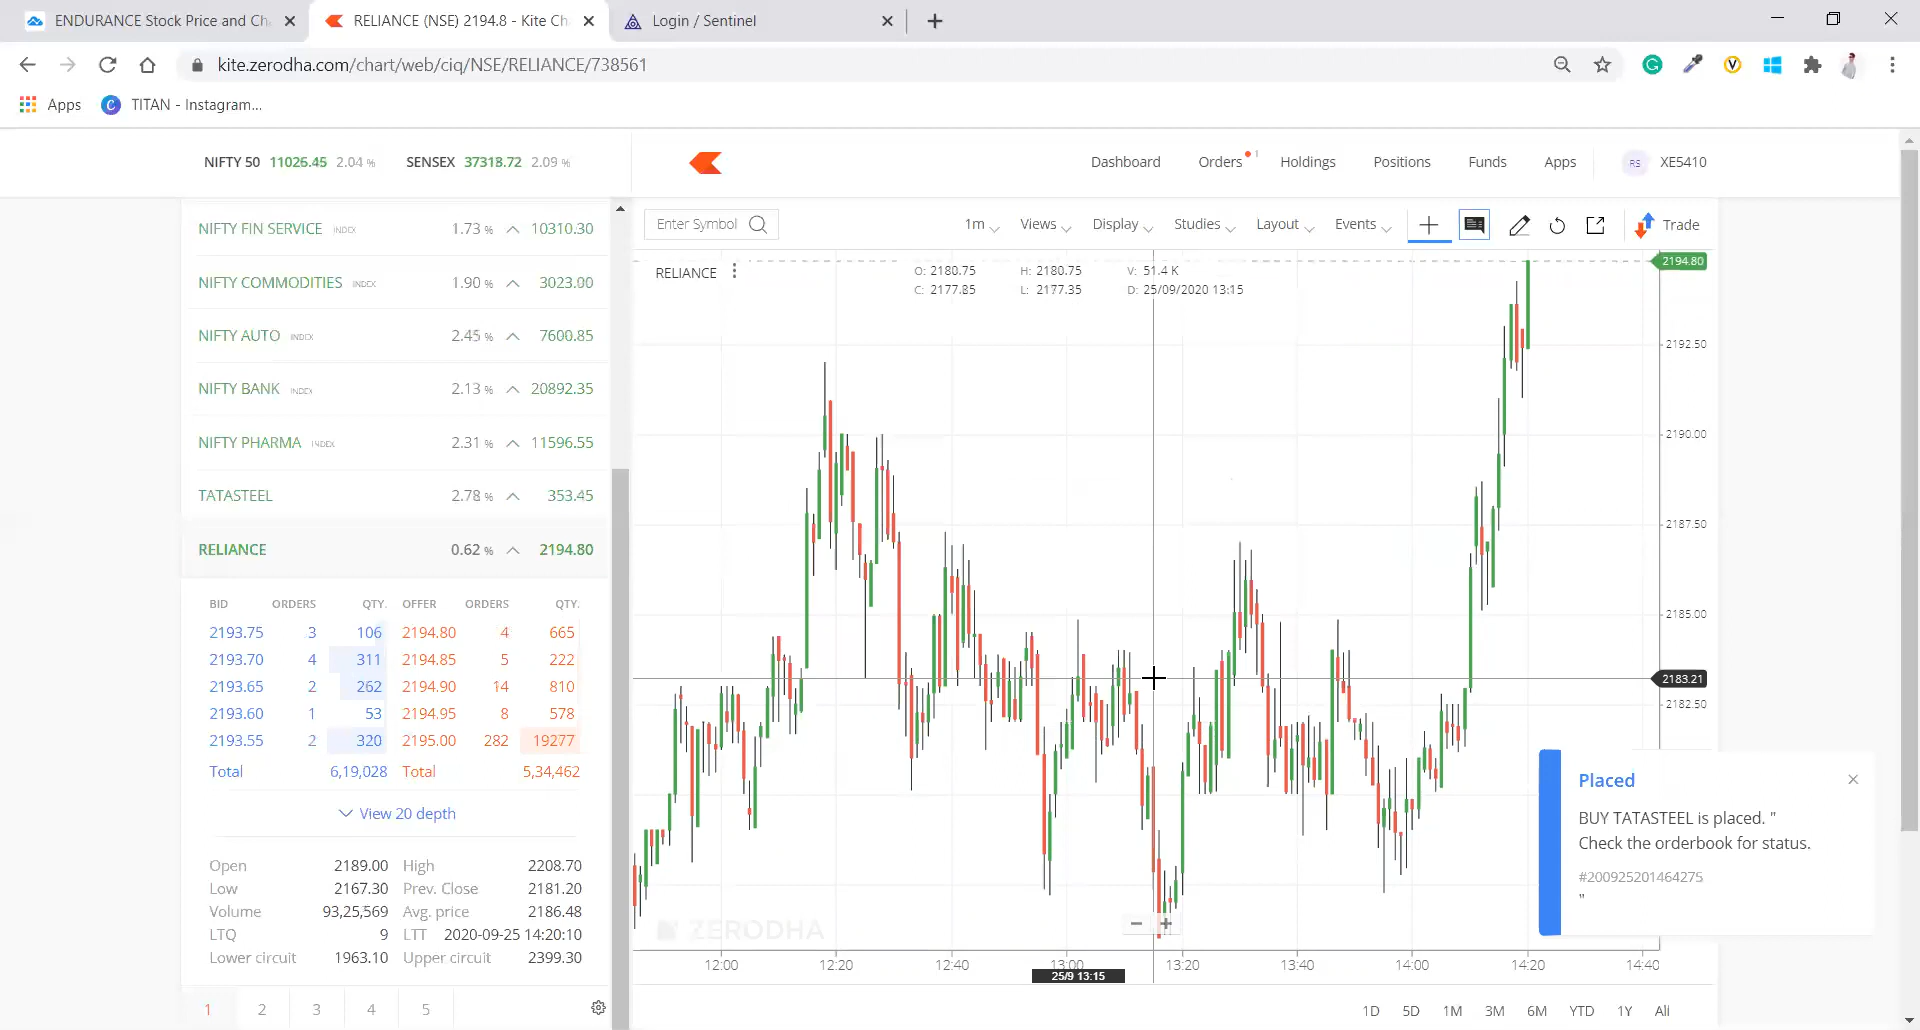 ENDURANCE Stock Price and Ch
RELIANCE (NSE) 2194.8 - Kite Ch
Login / Sentinel
kite.zerodha.com/chart/web/ciq/NSE/RELIANCE/738561
Apps
TITAN - Instagram...
NIFTY 50 11026.45 2.04 %
SENSEX 37318.72 2.09 %
Dashboard
Orders 1
Holdings
Positions
Funds
Apps
RS XE5410
NIFTY FIN SERVICE INDEX 1.73 % 10310.30
NIFTY COMMODITIES INDEX 1.90 % 3023.00
NIFTY AUTO INDEX 2.45 % 7600.85
NIFTY BANK INDEX 2.13 % 20892.35
NIFTY PHARMA INDEX 2.31 % 11596.55
TATASTEEL 2.78 % 353.45
RELIANCE 0.62 % 2194.80
BID ORDERS QTY. OFFER ORDERS QTY.
2193.75 3 106 2194.80 4 665
2193.70 4 311 2194.85 5 222
2193.65 2 262 2194.90 14 810
2193.60 1 53 2194.95 8 578
2193.55 2 320 2195.00 282 19277
Total 6,19,028 Total 5,34,462
View 20 depth
Open 2189.00 High 2208.70
Low 2167.30 Prev. Close 2181.20
Volume 93,25,569 Avg. price 2186.48
LTQ 9 LTT 2020-09-25 14:20:10
Lower circuit 1963.10 Upper circuit 2399.30
1 2 3 4 5
Enter Symbol
1m Views Display Studies Layout Events Trade
RELIANCE
O: 2180.75 H: 2180.75 V: 51.4 K
C: 2177.85 L: 2177.35 D: 25/09/2020 13:15
2194.80
2192.50
2190.00
2187.50
2185.00
2183.21
2182.50
ZERODHA
12:00 12:20 12:40 13:00 13:20 13:40 14:00 14:20 14:40
25/9 13:15
1D 5D 1M 3M 6M YTD 1Y All
Placed
BUY TATASTEEL is placed. "
Check the orderbook for status.
#200925201464275
"